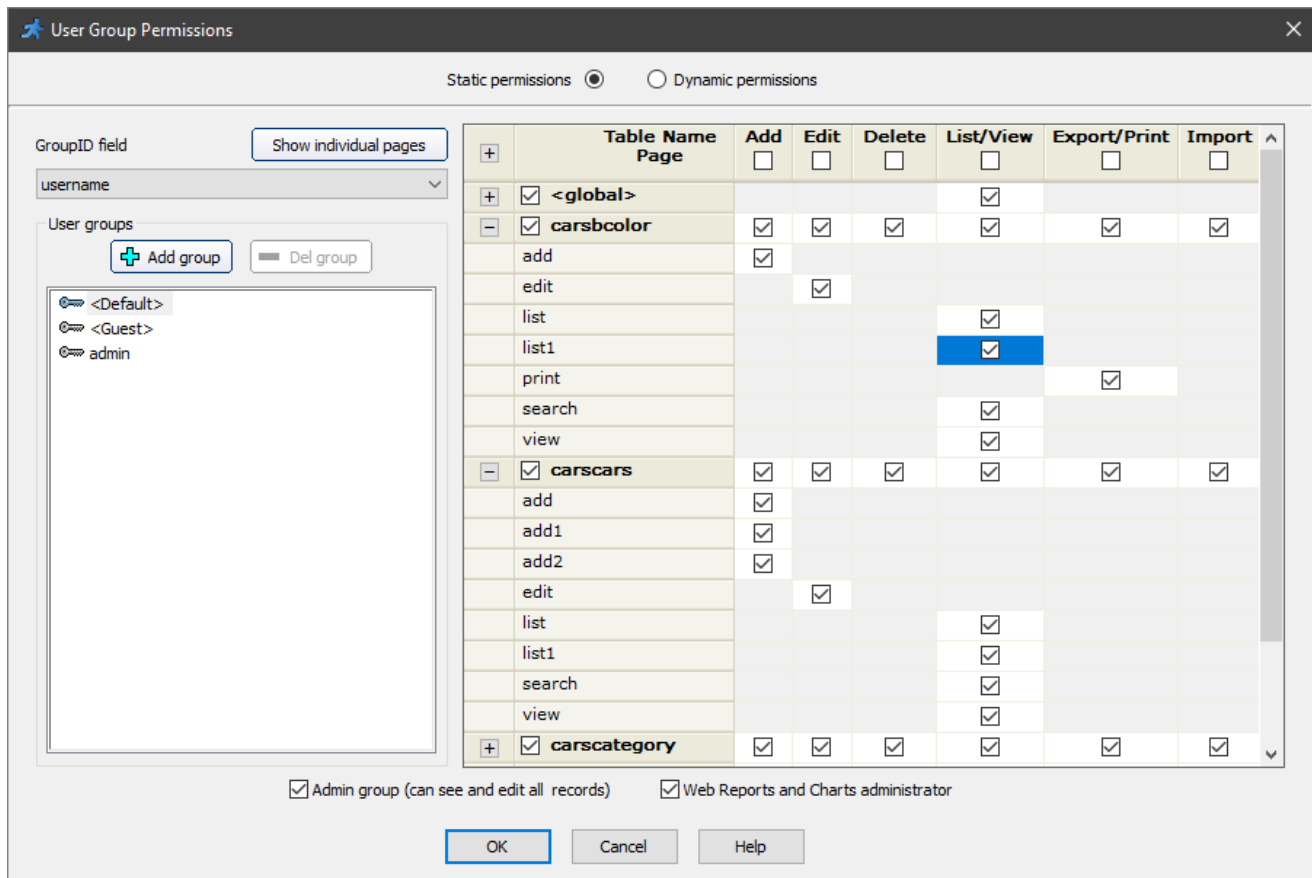 User Group Permissions
Static permissions Dynamic permissions
GroupID field Show individual pages
username
User groups
Add group Del group
<Default>
<Guest>
admin
Table Name Add Edit Delete List/View Export/Print Import
Page
<global>
carsbcolor
add
edit
list
list1
print
search
view
carscars
add
add1
add2
edit
list
list1
search
view
carscategory
Admin group (can see and edit all records) Web Reports and Charts administrator
OK Cancel Help